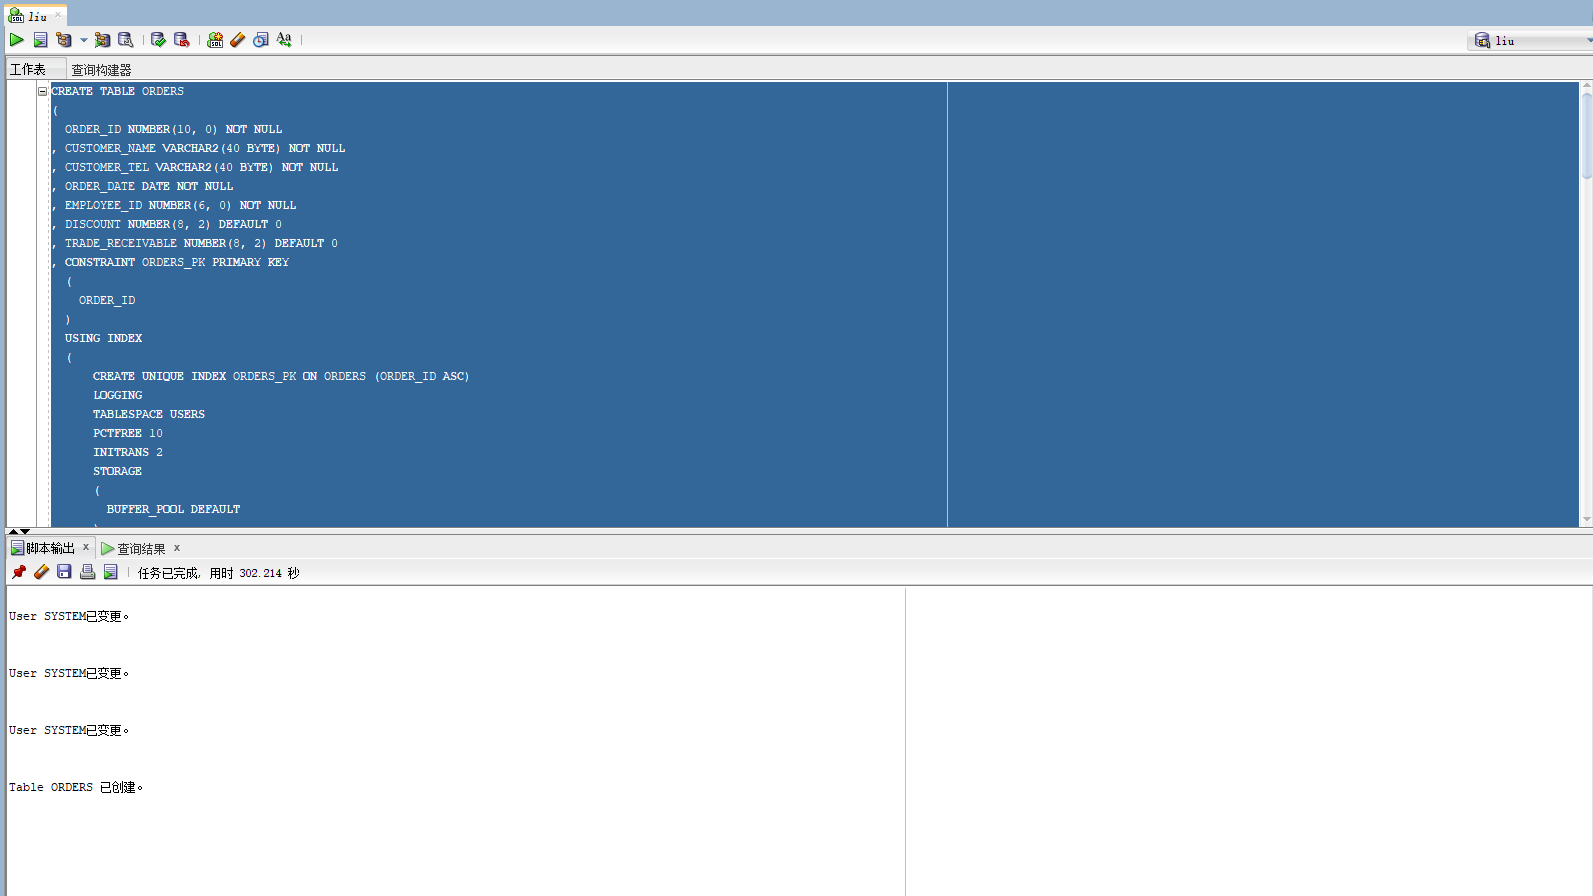 liu
liu
工作表 查询构建器
CREATE TABLE ORDERS
(
ORDER_ID NUMBER(10, 0) NOT NULL
, CUSTOMER_NAME VARCHAR2(40 BYTE) NOT NULL
, CUSTOMER_TEL VARCHAR2(40 BYTE) NOT NULL
, ORDER_DATE DATE NOT NULL
, EMPLOYEE_ID NUMBER(6, 0) NOT NULL
, DISCOUNT NUMBER(8, 2) DEFAULT 0
, TRADE_RECEIVABLE NUMBER(8, 2) DEFAULT 0
, CONSTRAINT ORDERS_PK PRIMARY KEY
(
ORDER_ID
)
USING INDEX
(
CREATE UNIQUE INDEX ORDERS_PK ON ORDERS (ORDER_ID ASC)
LOGGING
TABLESPACE USERS
PCTFREE 10
INITRANS 2
STORAGE
(
BUFFER_POOL DEFAULT
脚本输出 x 查询结果 x
任务已完成, 用时 302.214 秒
User SYSTEM已变更。
User SYSTEM已变更。
User SYSTEM已变更。
Table ORDERS 已创建。